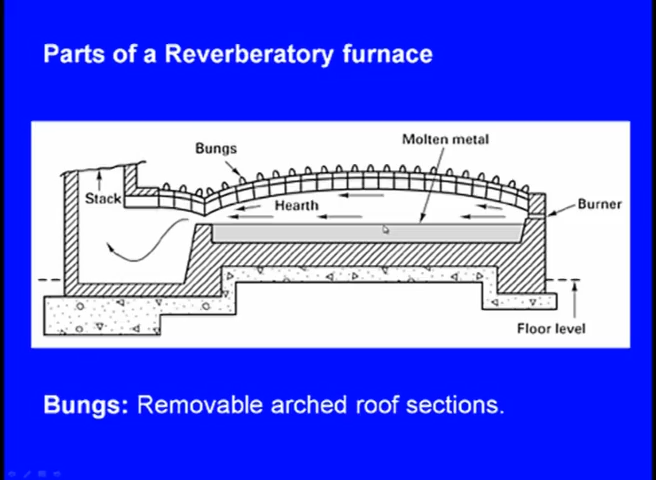 Parts of a Reverberatory furnace
Molten metal
Bungs
Stack
Hearth
Burner
Floor level
Bungs: Removable arched roof sections.